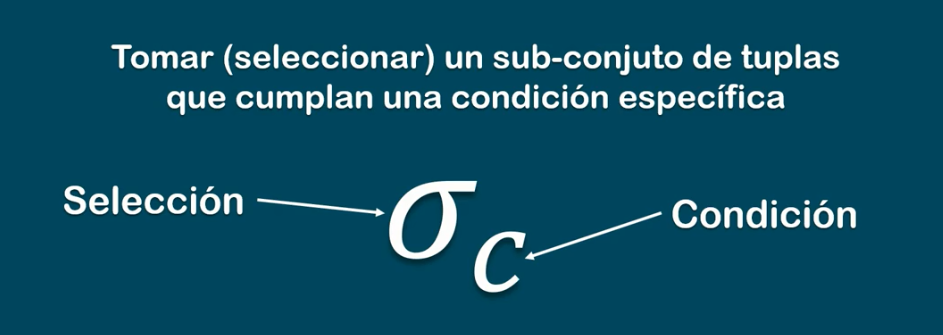 Tomar (seleccionar) un sub-conjuto de tuplas
que cumplan una condición específica
Selección
σ
c
Condición